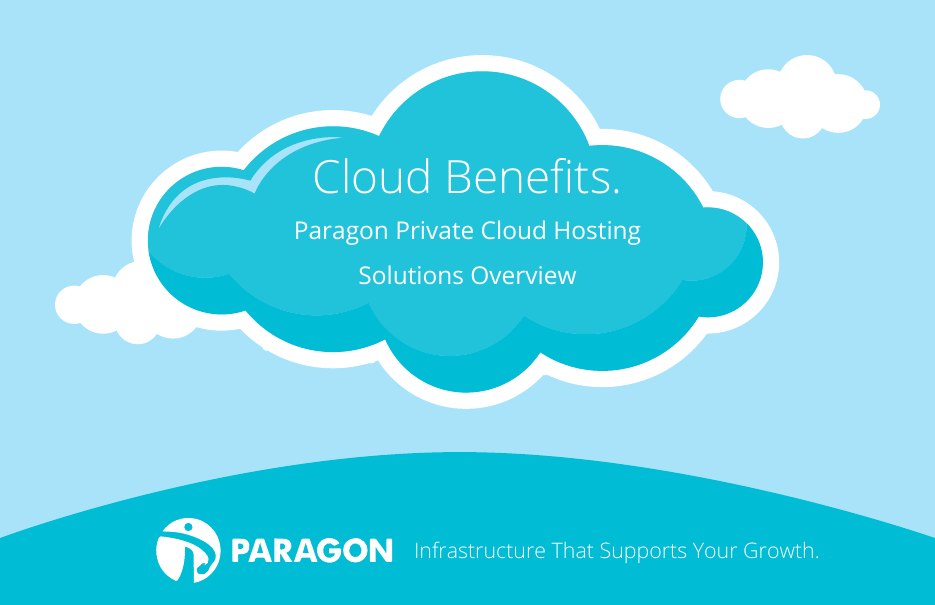 Cloud Benefits.
Paragon Private Cloud Hosting
Solutions Overview
PARAGON Infrastructure That Supports Your Growth.